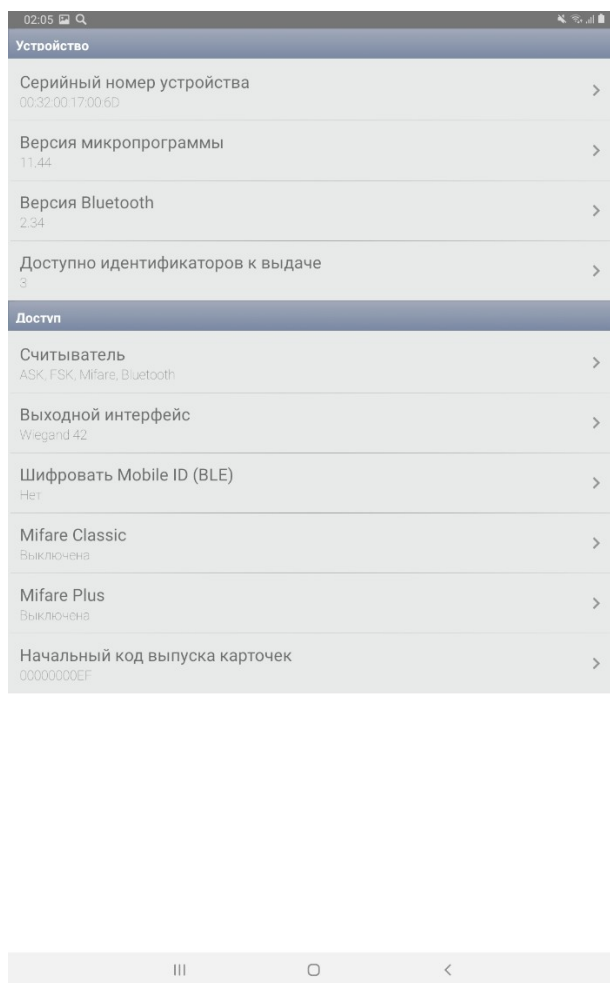 02:05
Устройство
Серийный номер устройства
00:32:00:17:00:6D
Версия микропрограммы
11.44
Версия Bluetooth
2.34
Доступно идентификаторов к выдаче
3
Доступ
Считыватель
ASK, FSK, Mifare, Bluetooth
Выходной интерфейс
Wiegand 42
Шифровать Mobile ID (BLE)
Нет
Mifare Classic
Выключена
Mifare Plus
Выключена
Начальный код выпуска карточек
00000000EF